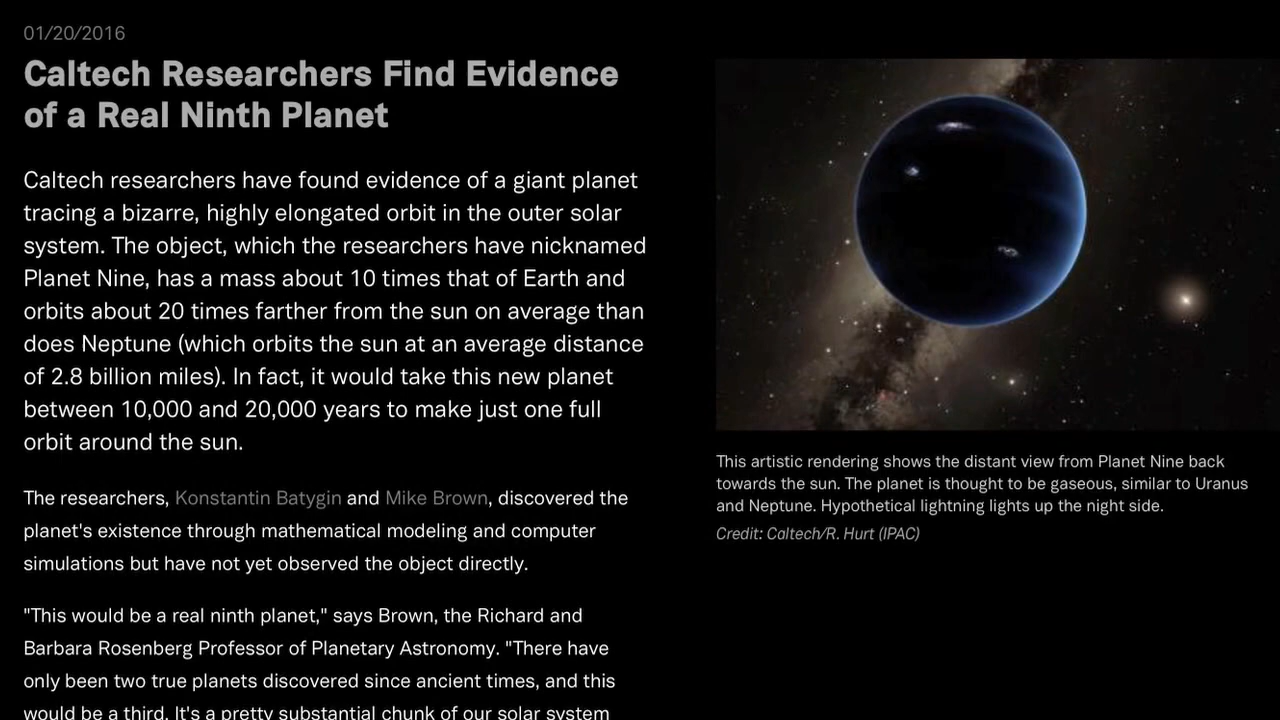 01/20/2016
Caltech Researchers Find Evidence
of a Real Ninth Planet
Caltech researchers have found evidence of a giant planet
tracing a bizarre, highly elongated orbit in the outer solar
system. The object, which the researchers have nicknamed
Planet Nine, has a mass about 10 times that of Earth and
orbits about 20 times farther from the sun on average than
does Neptune (which orbits the sun at an average distance
of 2.8 billion miles). In fact, it would take this new planet
between 10,000 and 20,000 years to make just one full
orbit around the sun.
The researchers, Konstantin Batygin and Mike Brown, discovered the
planet's existence through mathematical modeling and computer
simulations but have not yet observed the object directly.
"This would be a real ninth planet," says Brown, the Richard and
Barbara Rosenberg Professor of Planetary Astronomy. "There have
only been two true planets discovered since ancient times, and this
would be a third. It's a pretty substantial chunk of our solar system
This artistic rendering shows the distant view from Planet Nine back
towards the sun. The planet is thought to be gaseous, similar to Uranus
and Neptune. Hypothetical lightning lights up the night side.
Credit: Caltech/R. Hurt (IPAC)